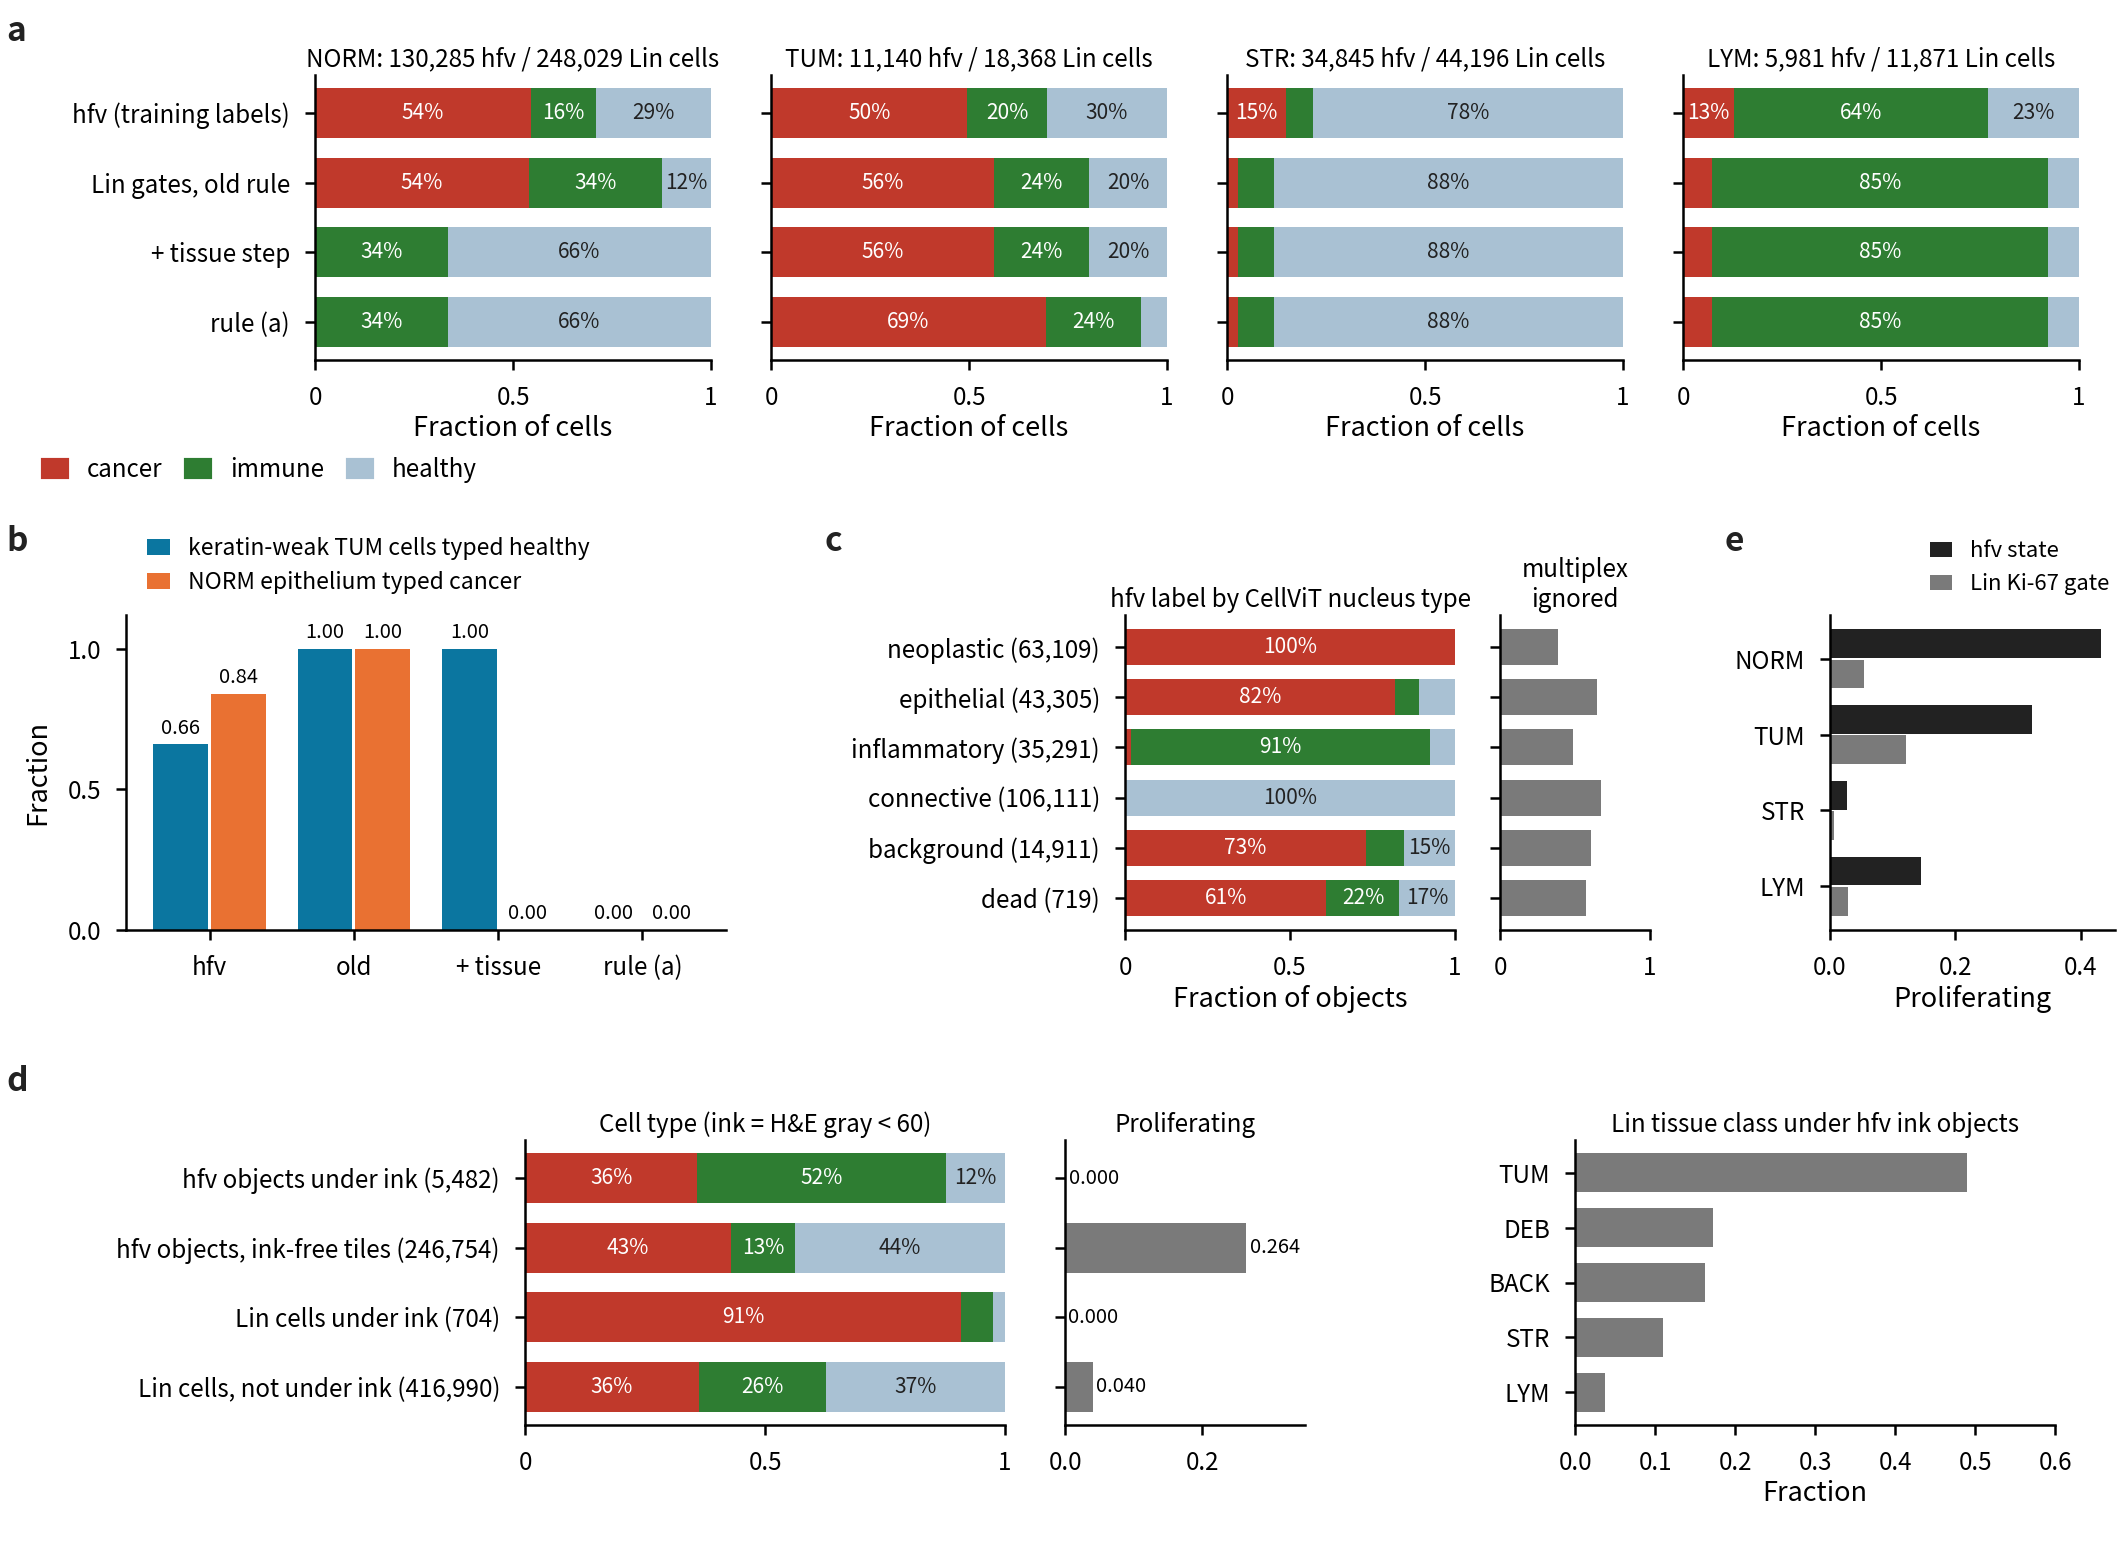 a
NORM: 130,285 hfv / 248,029 Lin cells
TUM: 11,140 hfv / 18,368 Lin cells
STR: 34,845 hfv / 44,196 Lin cells
LYM: 5,981 hfv / 11,871 Lin cells
hfv (training labels)
54% 16% 29%
50% 20% 30%
15% 78%
13% 64% 23%
Lin gates, old rule
54% 34% 12%
56% 24% 20%
88%
85%
+ tissue step
34% 66%
56% 24% 20%
88%
85%
rule (a)
34% 66%
69% 24%
88%
85%
0 0.5 1
0 0.5 1
0 0.5 1
0 0.5 1
Fraction of cells
Fraction of cells
Fraction of cells
Fraction of cells
cancer immune healthy
b
keratin-weak TUM cells typed healthy
NORM epithelium typed cancer
Fraction
1.0
0.5
0.0
0.66 0.84 1.00 1.00 1.00 0.00 0.00 0.00
hfv old + tissue rule (a)
c
hfv label by CellViT nucleus type
multiplex
ignored
neoplastic (63,109)
100%
epithelial (43,305)
82%
inflammatory (35,291)
91%
connective (106,111)
100%
background (14,911)
73% 15%
dead (719)
61% 22% 17%
0 0.5 1
0 1
Fraction of objects
e
hfv state
Lin Ki-67 gate
NORM
TUM
STR
LYM
0.0 0.2 0.4
Proliferating
d
Cell type (ink = H&E gray < 60)
Proliferating
hfv objects under ink (5,482)
36% 52% 12%
0.000
hfv objects, ink-free tiles (246,754)
43% 13% 44%
0.264
Lin cells under ink (704)
91%
0.000
Lin cells, not under ink (416,990)
36% 26% 37%
0.040
0 0.5 1
0.0 0.2
Lin tissue class under hfv ink objects
TUM
DEB
BACK
STR
LYM
0.0 0.1 0.2 0.3 0.4 0.5 0.6
Fraction